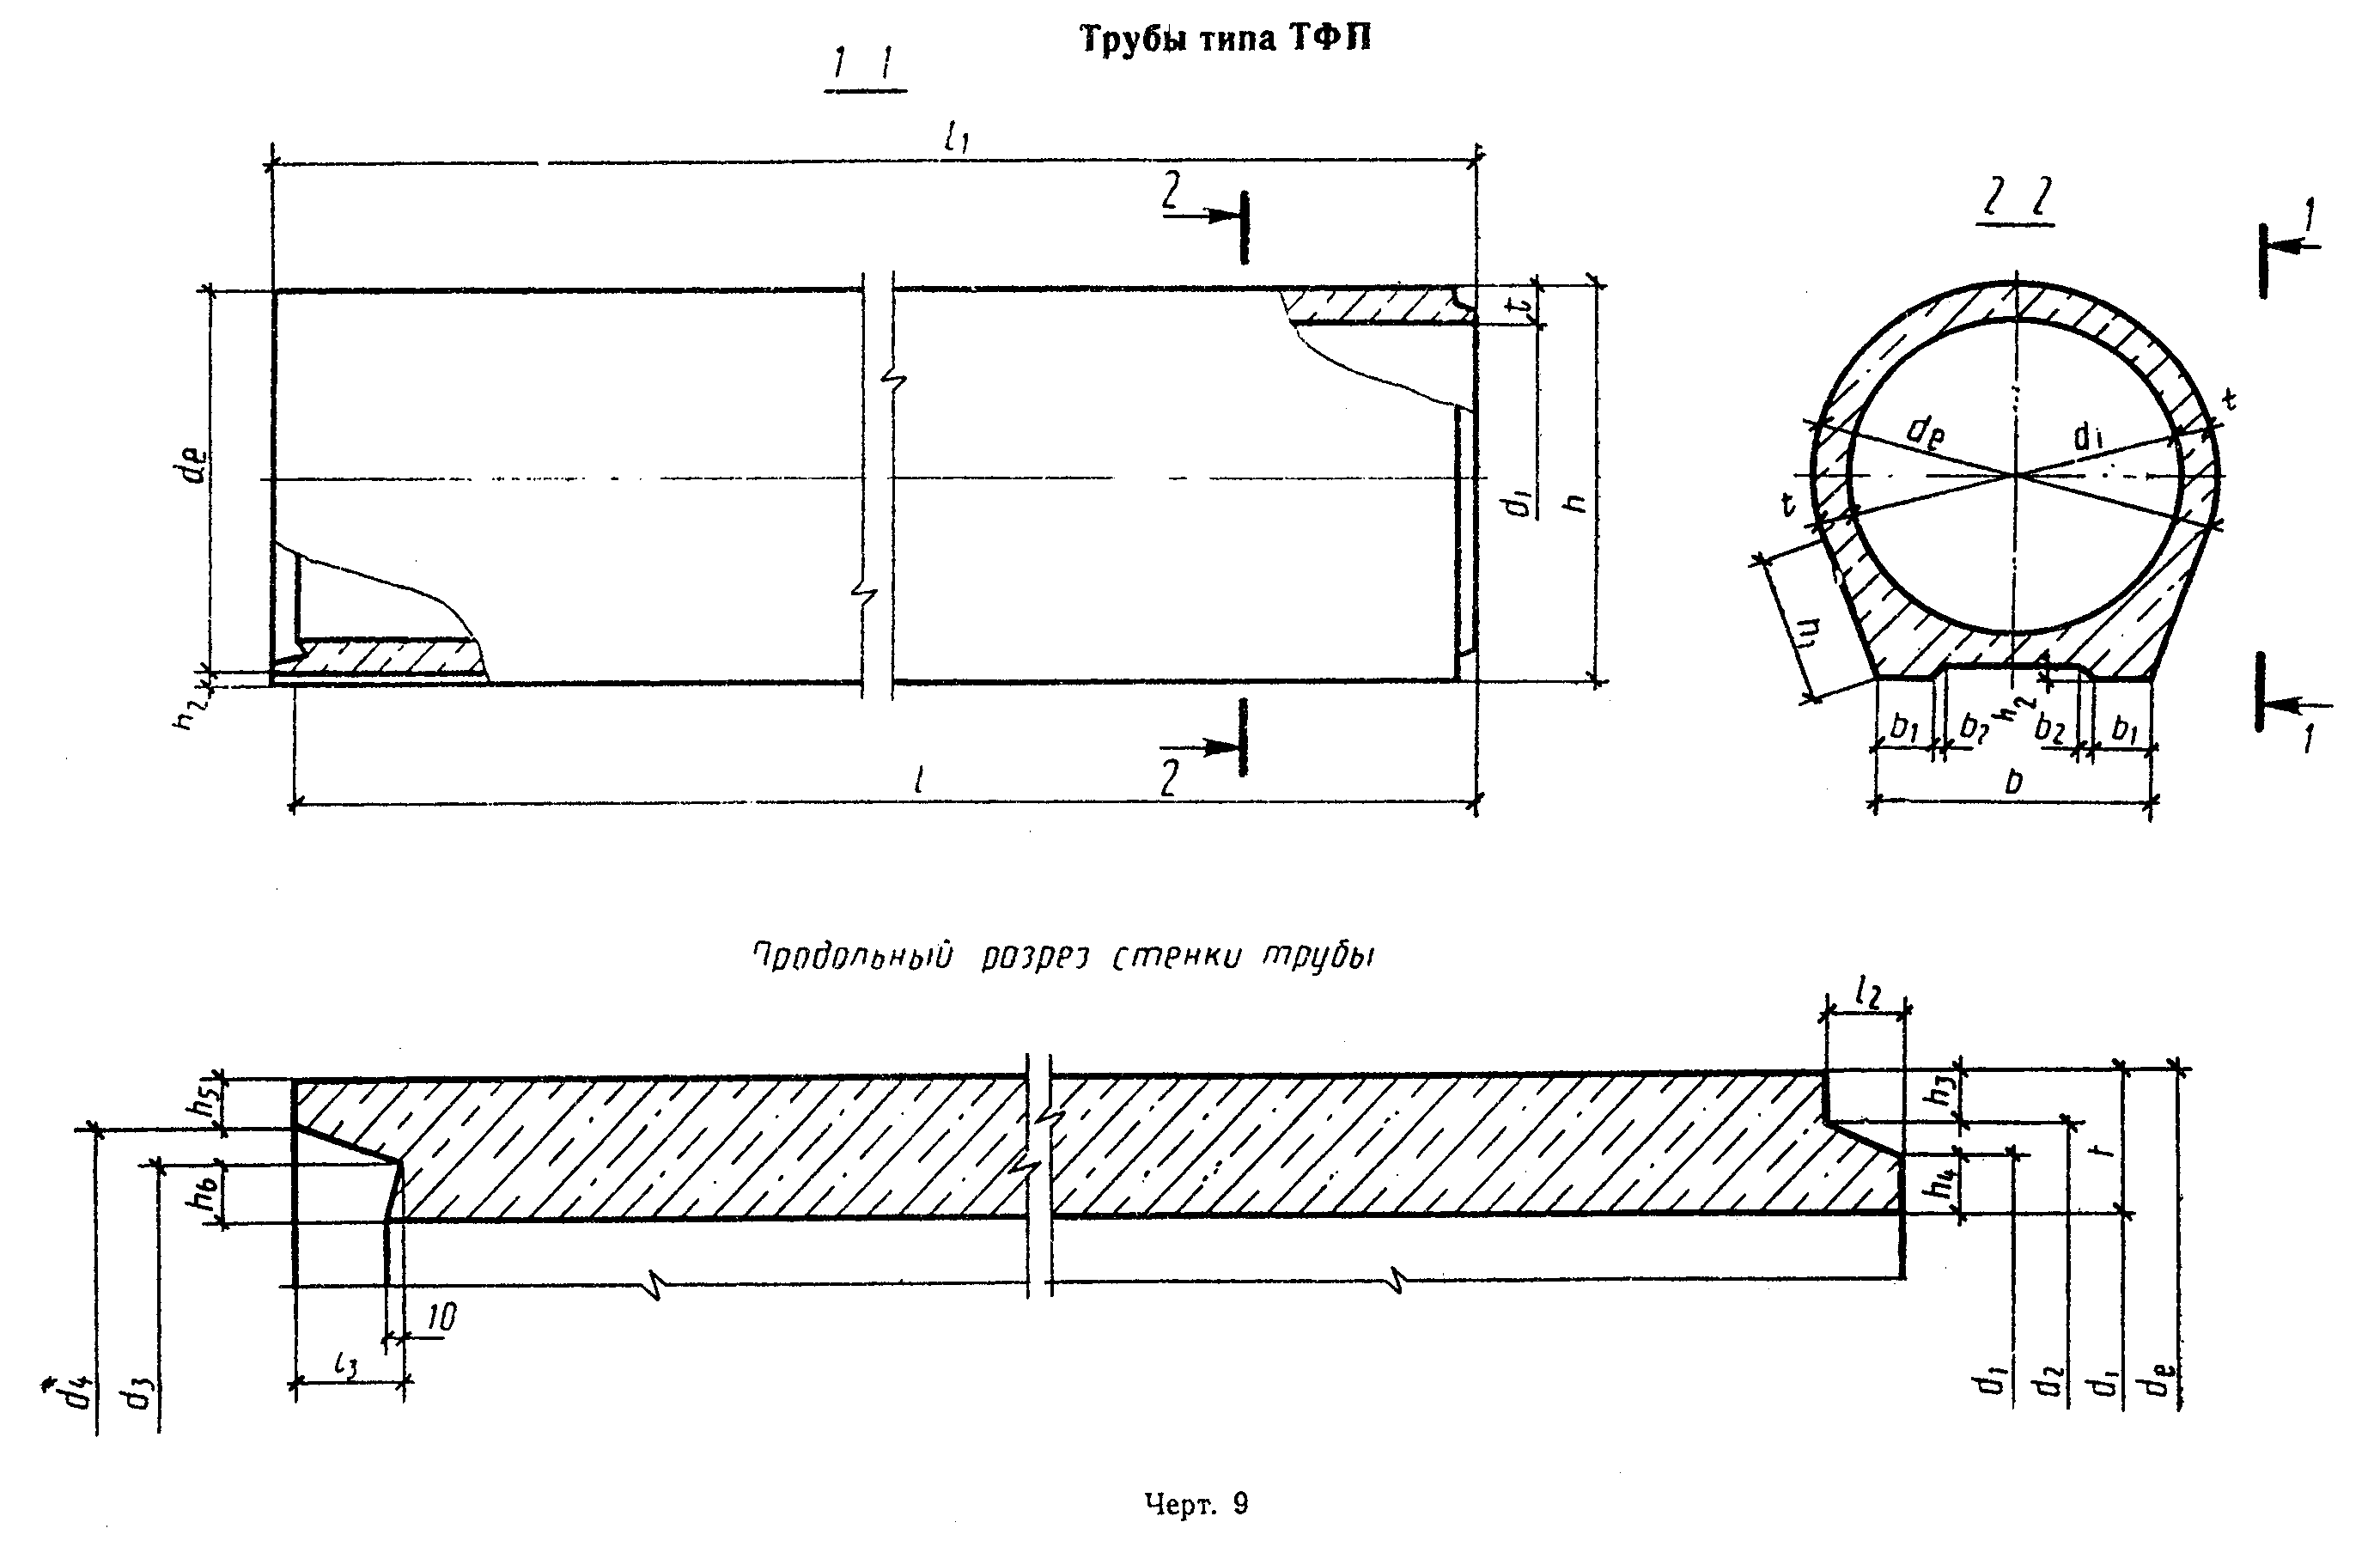 Трубы типа ТФП
1 1
l1
2
2 2
1
t
t
de
de
di
d1
h
t
h1
h2
h2
b1
b2
b2
b1
1
2
l
b
Продольный разрез стенки трубы
l2
h5
h3
t
h6
h4
10
l3
*
d4
d3
d1
d2
d1
de
Черт. 9